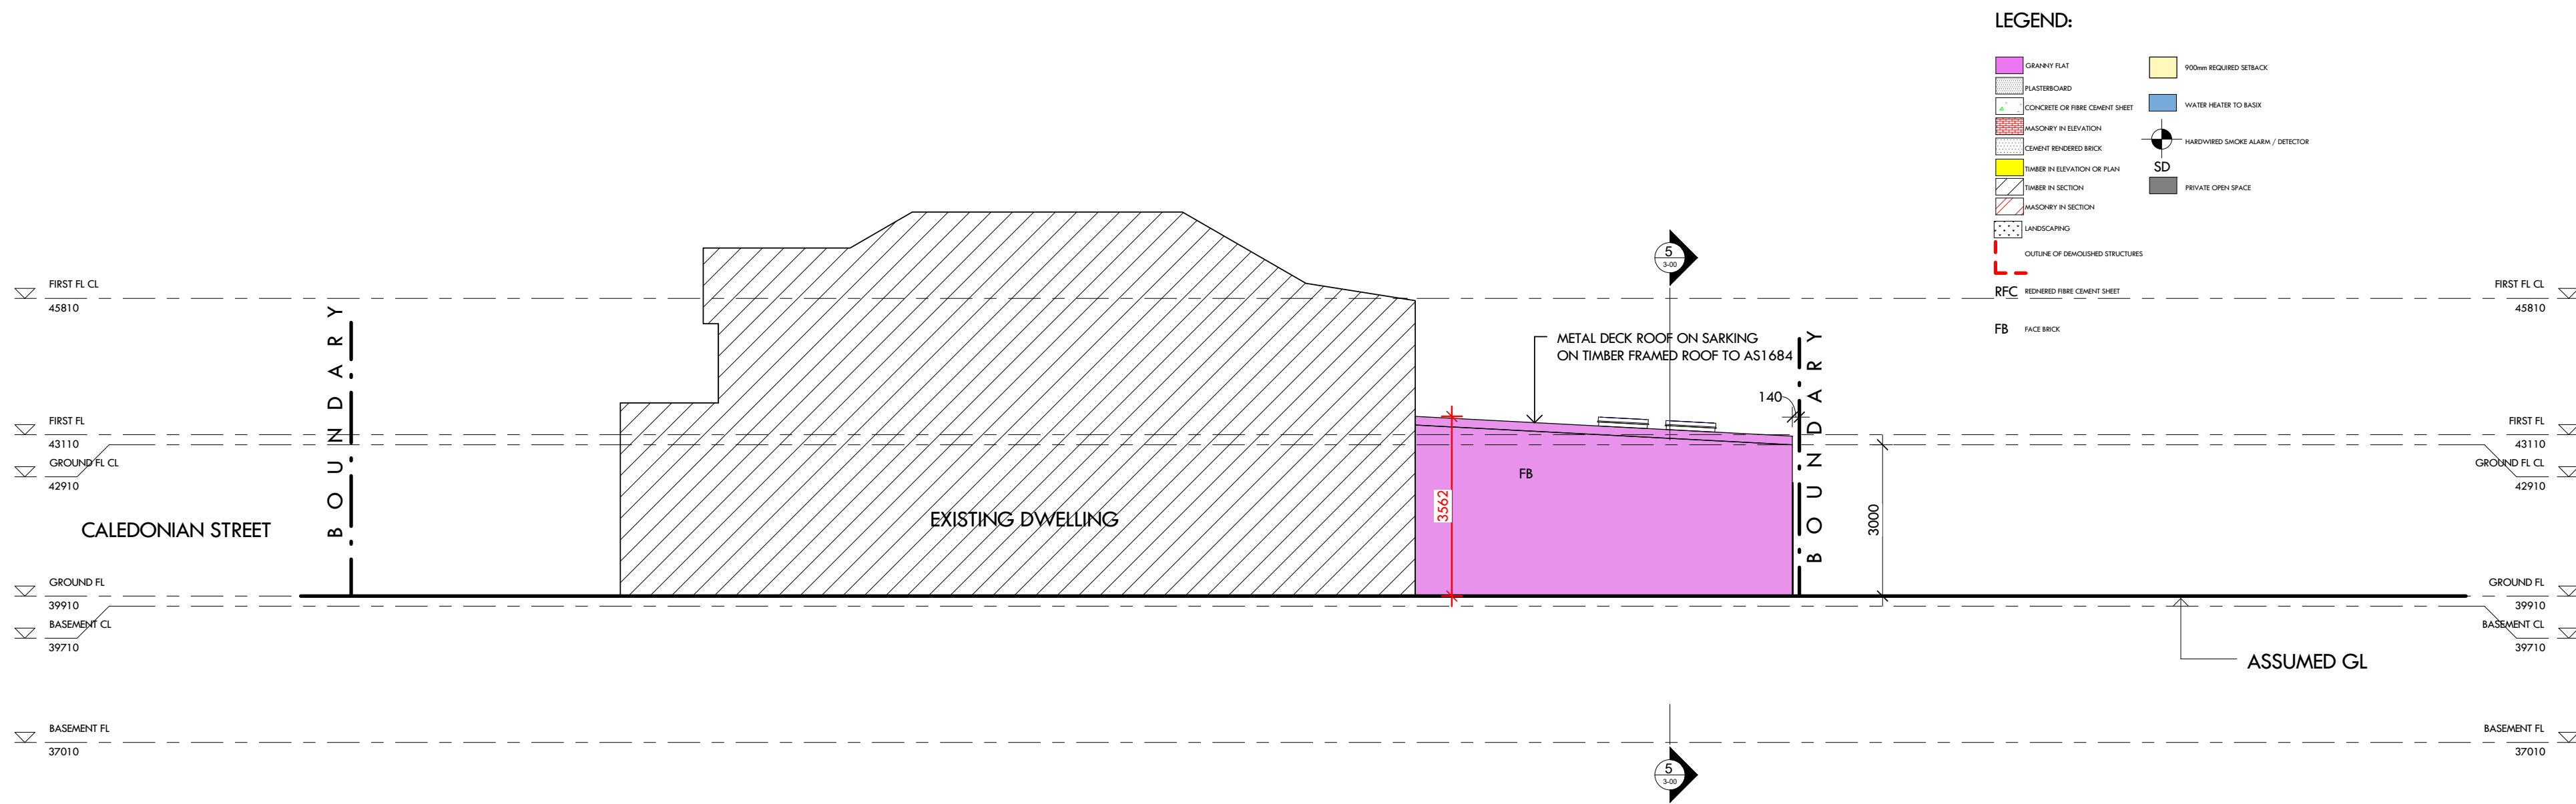 LEGEND:
GRANNY FLAT
PLASTERBOARD
CONCRETE OR FIBRE CEMENT SHEET
MASONRY IN ELEVATION
CEMENT RENDERED BRICK
TIMBER IN ELEVATION OR PLAN
TIMBER IN SECTION
MASONRY IN SECTION
LANDSCAPING
OUTLINE OF DEMOLISHED STRUCTURES
RFC REDNERED FIBRE CEMENT SHEET
FB FACE BRICK
900mm REQUIRED SETBACK
WATER HEATER TO BASIX
HARDWIRED SMOKE ALARM / DETECTOR
SD
PRIVATE OPEN SPACE
FIRST FL CL
45810
FIRST FL
43110
GROUND FL CL
42910
CALEDONIAN STREET
GROUND FL
39910
BASEMENT CL
39710
BASEMENT FL
37010
BOUNDARY
EXISTING DWELLING
5
3-00
METAL DECK ROOF ON SARKING
ON TIMBER FRAMED ROOF TO AS1684
140
FB
3562
BOUNDARY
3000
5
3-00
FIRST FL CL
45810
FIRST FL
43110
GROUND FL CL
42910
GROUND FL
39910
BASEMENT CL
39710
ASSUMED GL
BASEMENT FL
37010